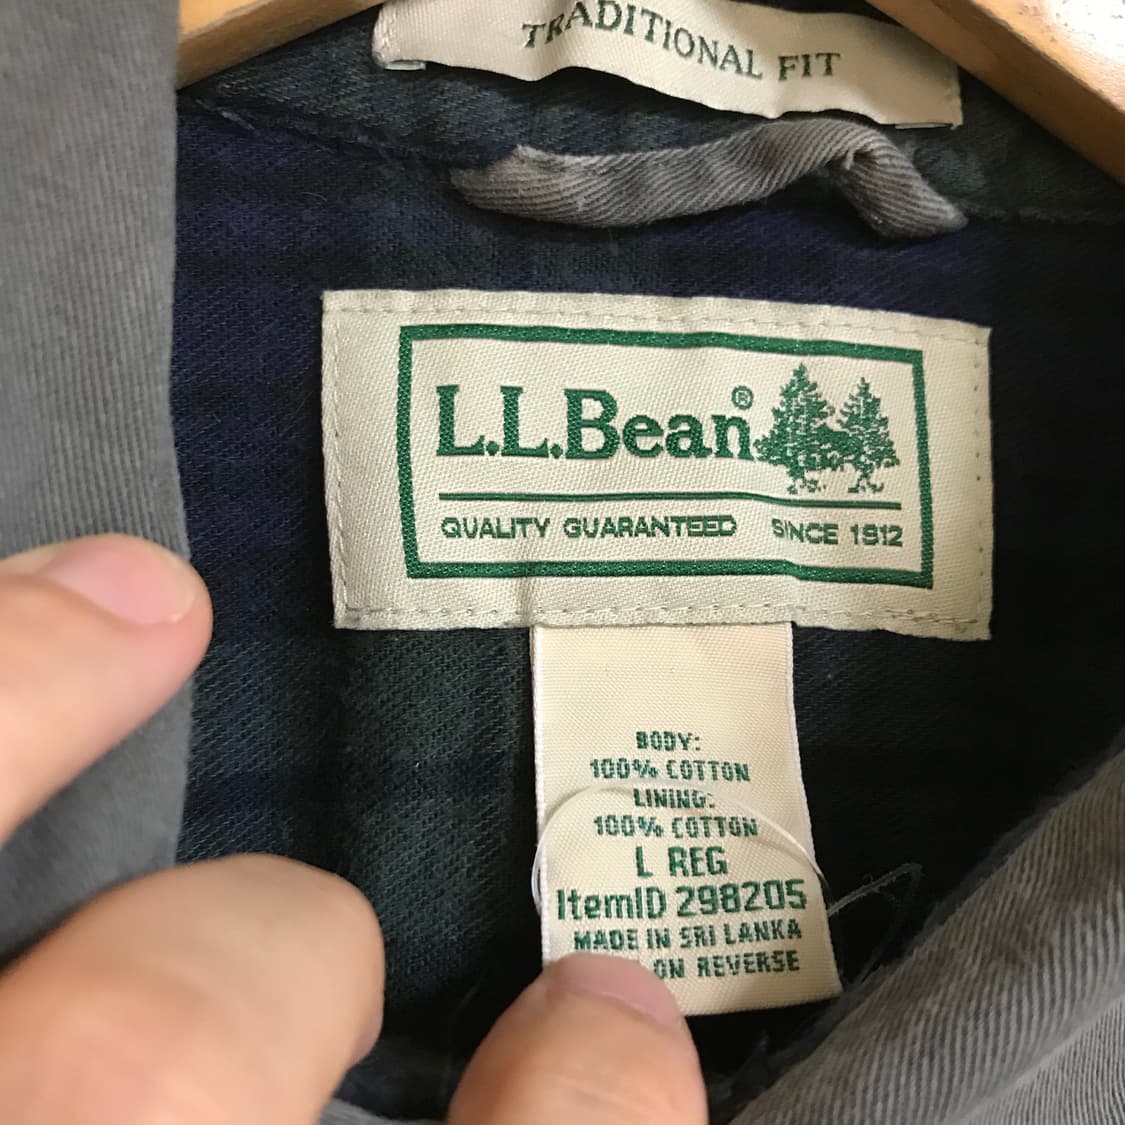 TRADITIONAL FIT
L.L.Bean®
QUALITY GUARANTEED SINCE 1912
BODY:
100% COTTON
LINING:
100% COTTON
L REG
ItemID 298205
MADE IN SRI LANKA
ON REVERSE